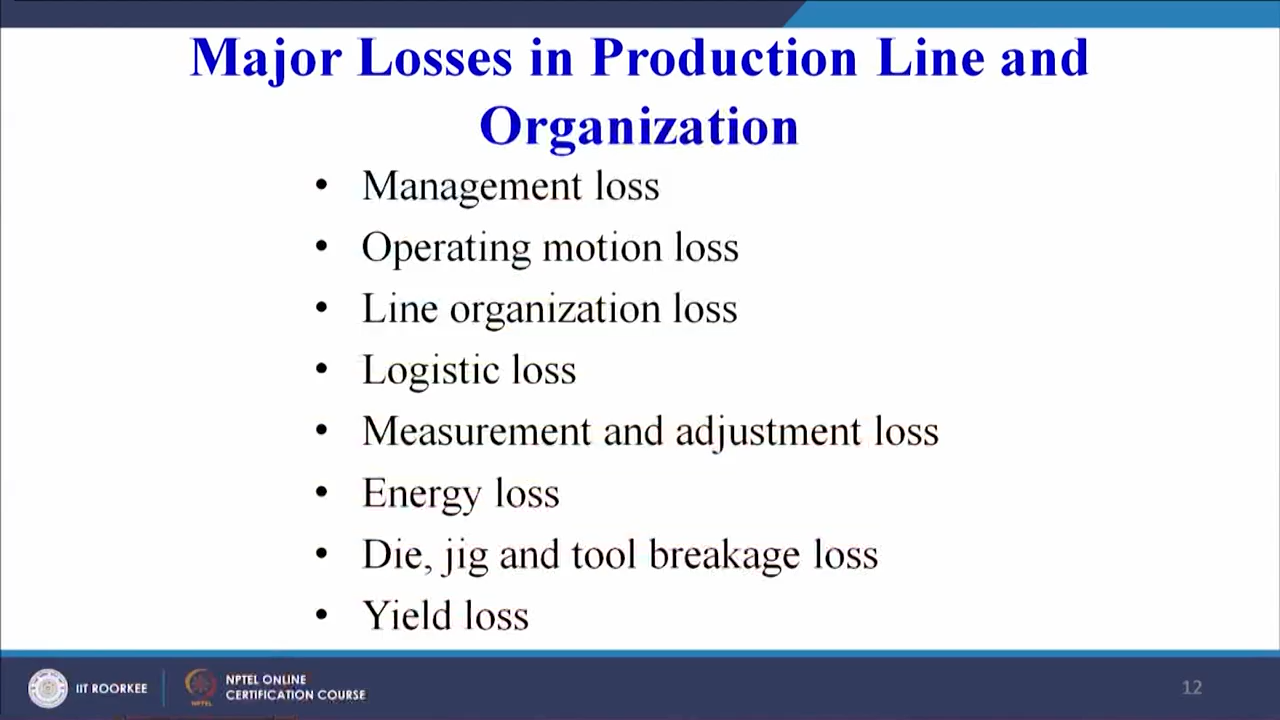 Major Losses in Production Line and
Organization
• Management loss
• Operating motion loss
• Line organization loss
• Logistic loss
• Measurement and adjustment loss
• Energy loss
• Die, jig and tool breakage loss
• Yield loss
IIT ROORKEE
NPTEL ONLINE
CERTIFICATION COURSE
NPTEL
12